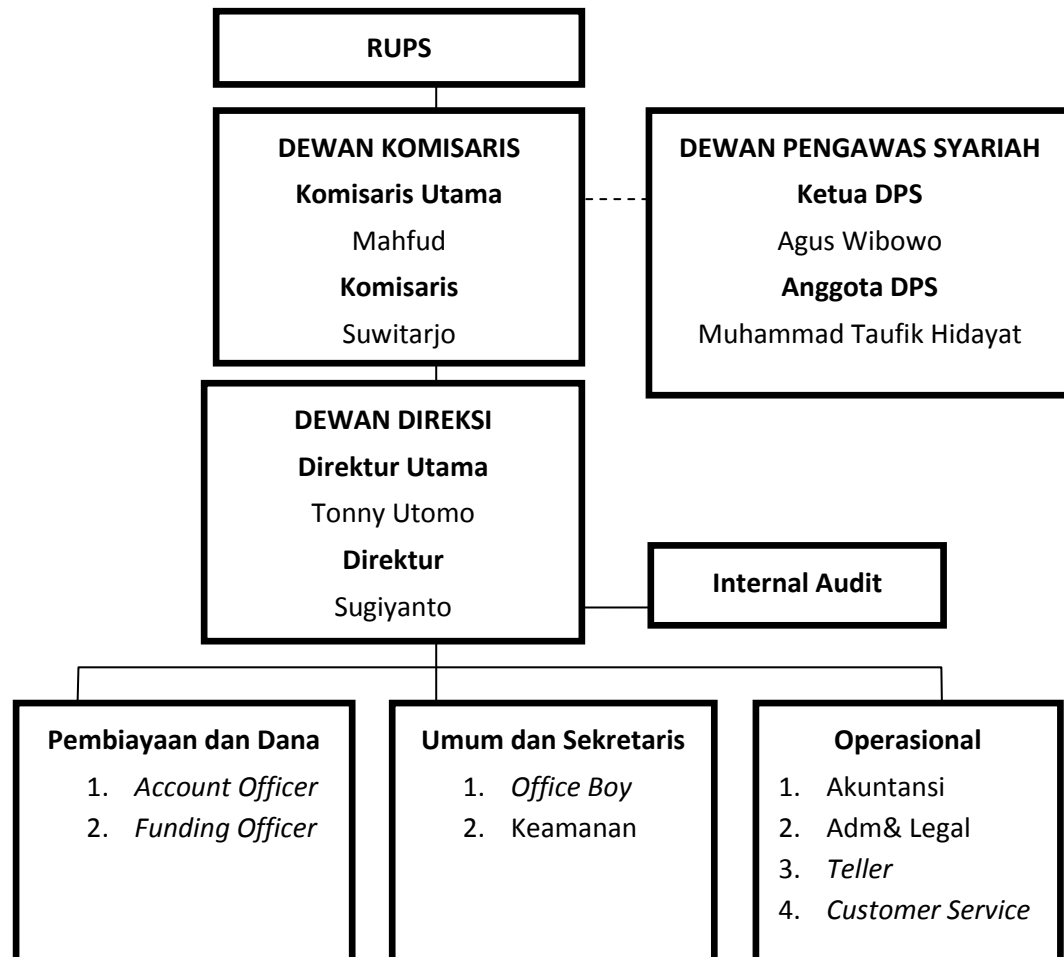 RUPS
DEWAN KOMISARIS
Komisaris Utama
Mahfud
Komisaris
Suwitarjo
DEWAN PENGAWAS SYARIAH
Ketua DPS
Agus Wibowo
Anggota DPS
Muhammad Taufik Hidayat
DEWAN DIREKSI
Direktur Utama
Tonny Utomo
Direktur
Sugiyanto
Internal Audit
Pembiayaan dan Dana
1. Account Officer
2. Funding Officer
Umum dan Sekretaris
1. Office Boy
2. Keamanan
Operasional
1. Akuntansi
2. Adm& Legal
3. Teller
4. Customer Service